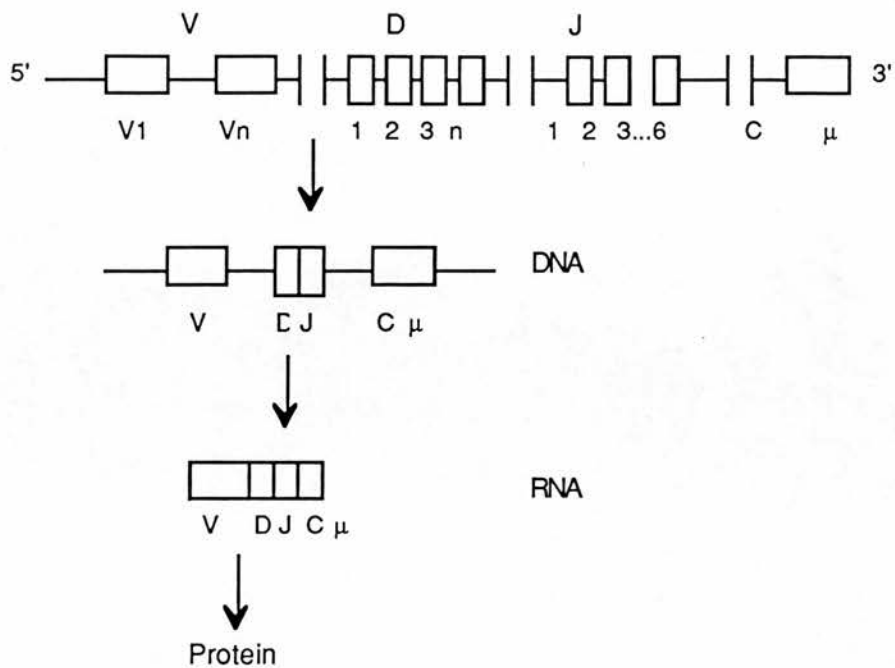 V D J
5' 3'
V1 Vn 1 2 3 n 1 2 3...6 C μ
DNA
V D J C μ
RNA
V D J C μ
Protein